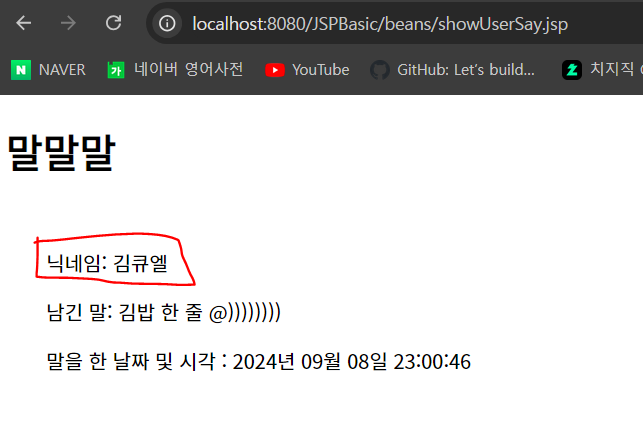 localhost:8080/JSPBasic/beans/showUserSay.jsp
NAVER 네이버 영어사전 YouTube GitHub: Let's build... 치지직
말말말
닉네임: 김큐엘
남긴 말: 김밥 한 줄 @))))))))
말을 한 날짜 및 시각 : 2024년 09월 08일 23:00:46